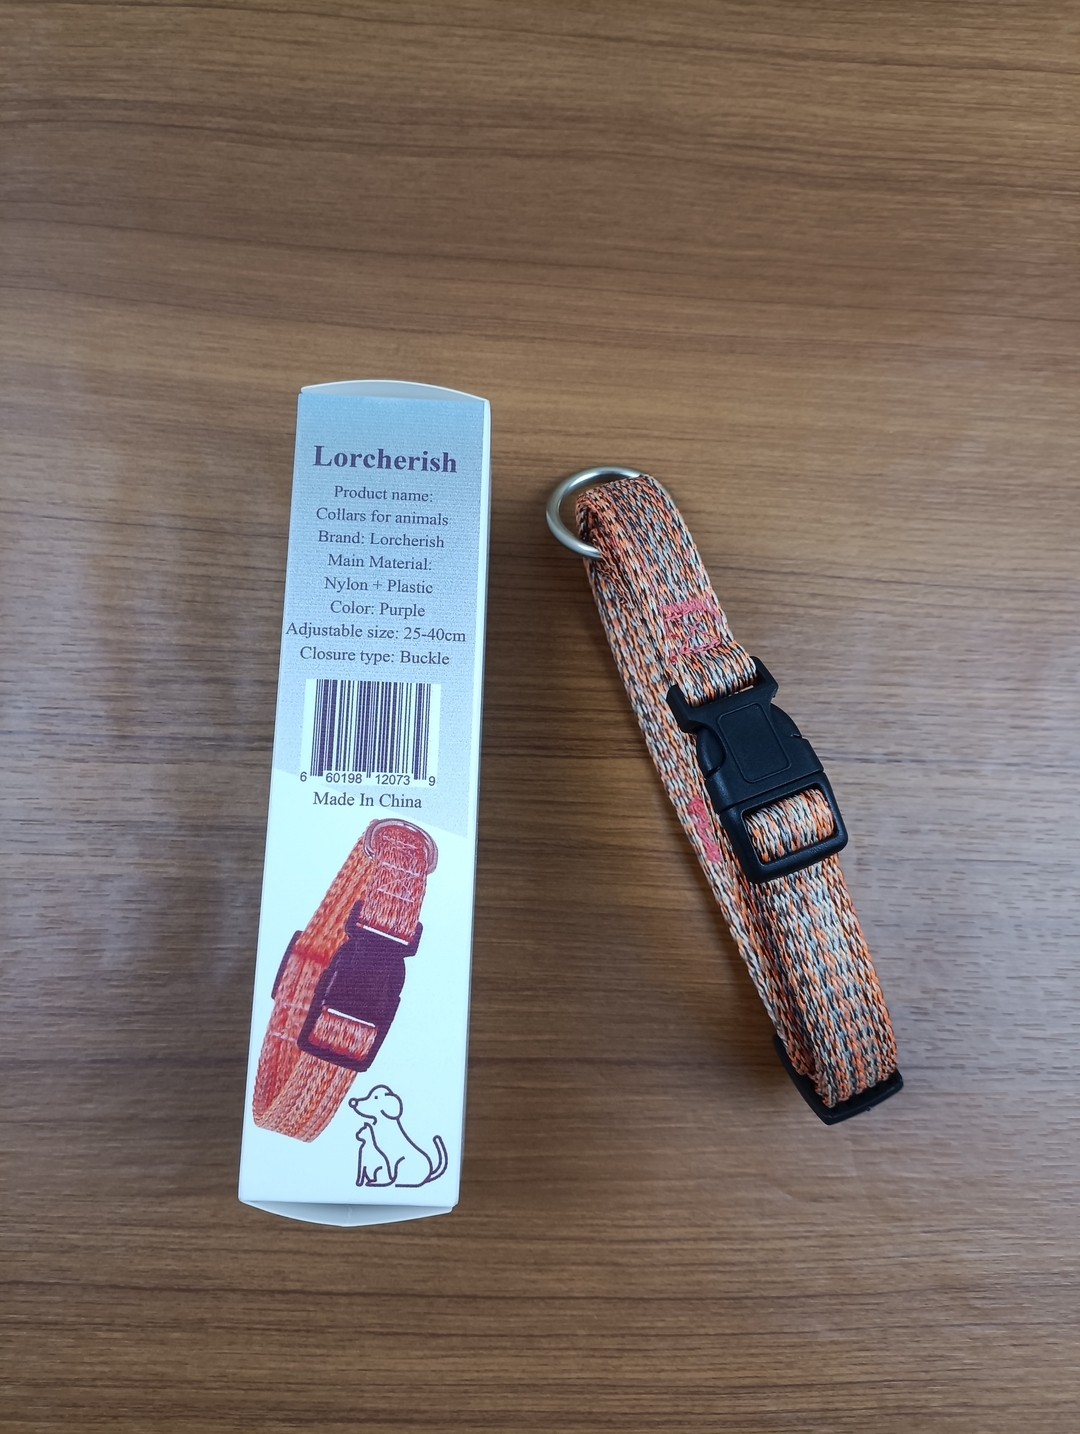 Lorcherish
Product name:
Collars for animals
Brand: Lorcherish
Main Material:
Nylon + Plastic
Color: Purple
Adjustable size: 25-40cm
Closure type: Buckle
6 60198 12073 9
Made In China